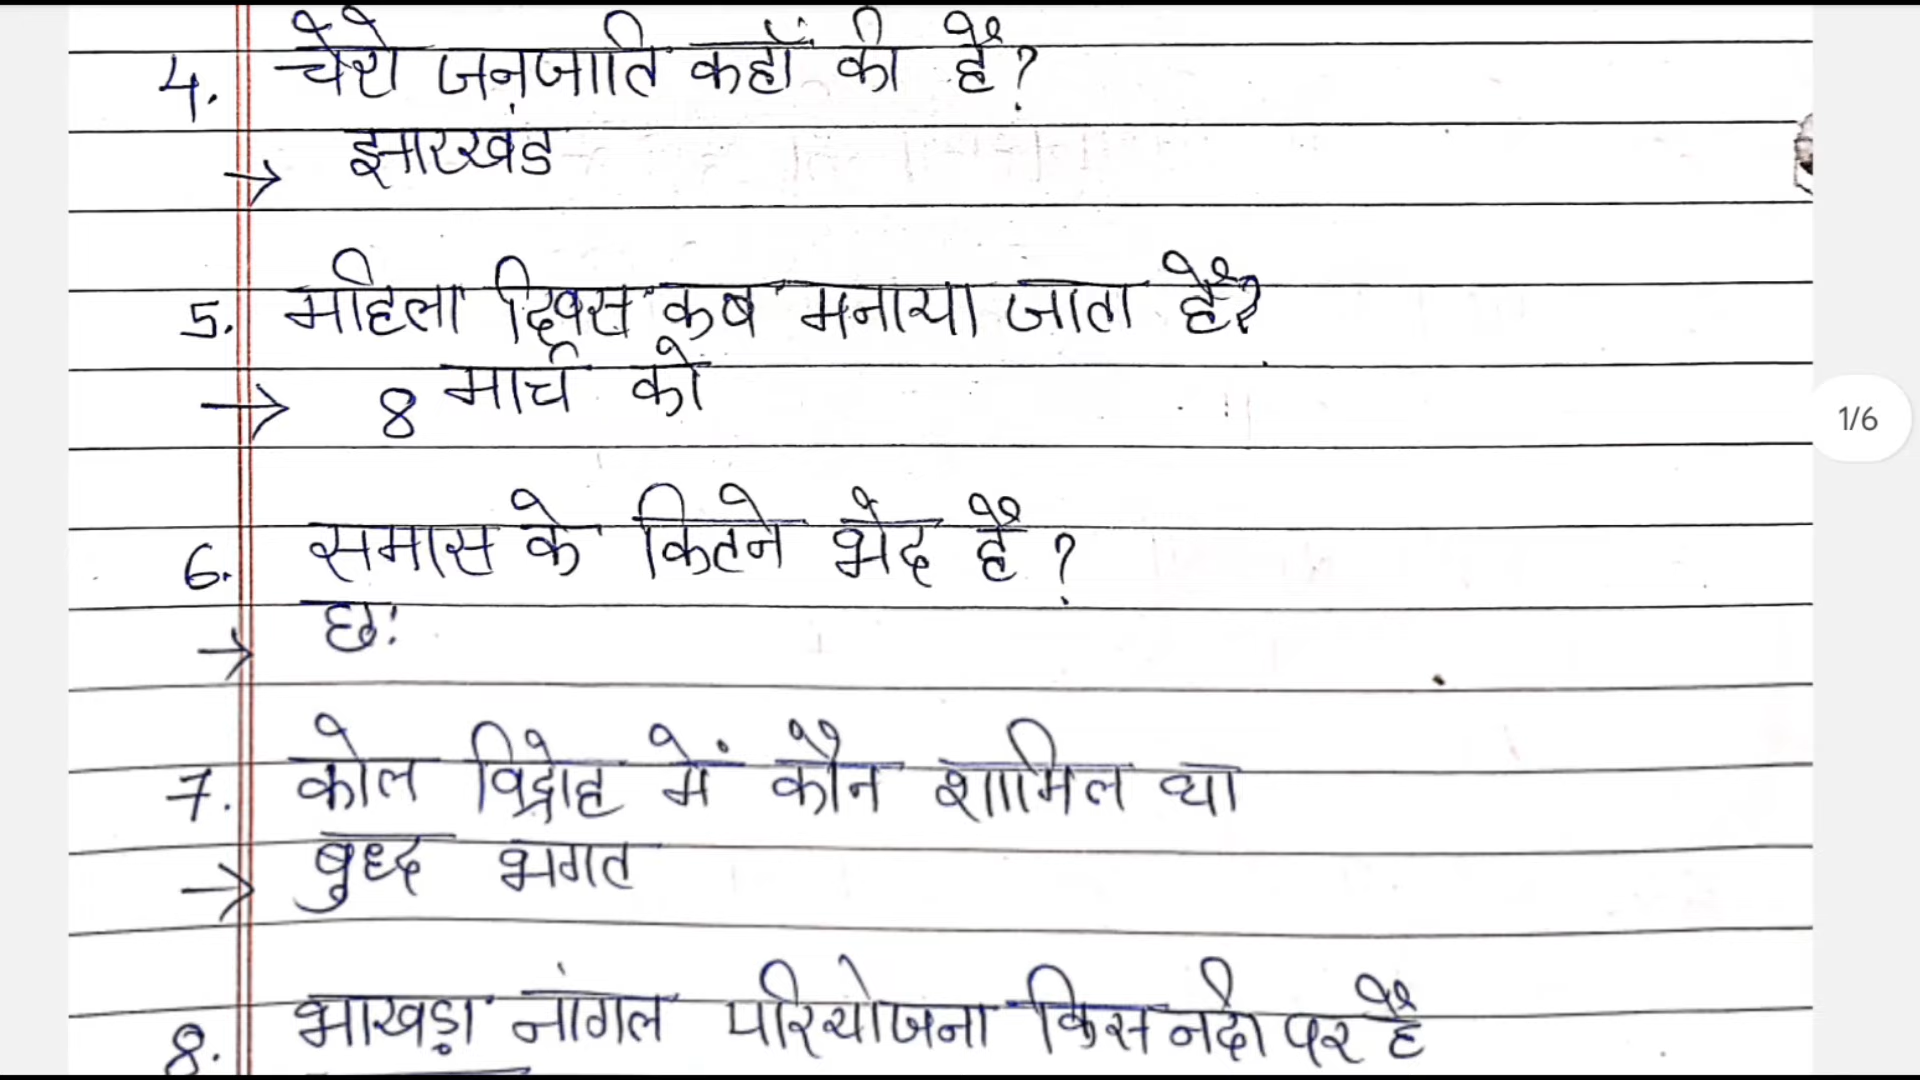 4. चेरो जनजाति कहाँ की है?
→ झारखंड
5. महिला दिवस कब मनाया जाता है?
→ 8 मार्च को
6. समास के कितने भेद है?
→ छः
7. कोल विद्रोह में कौन शामिल था
→ बुध्द भगत
8. भाखड़ा नांगल परियोजना किस नदी पर है
1/6